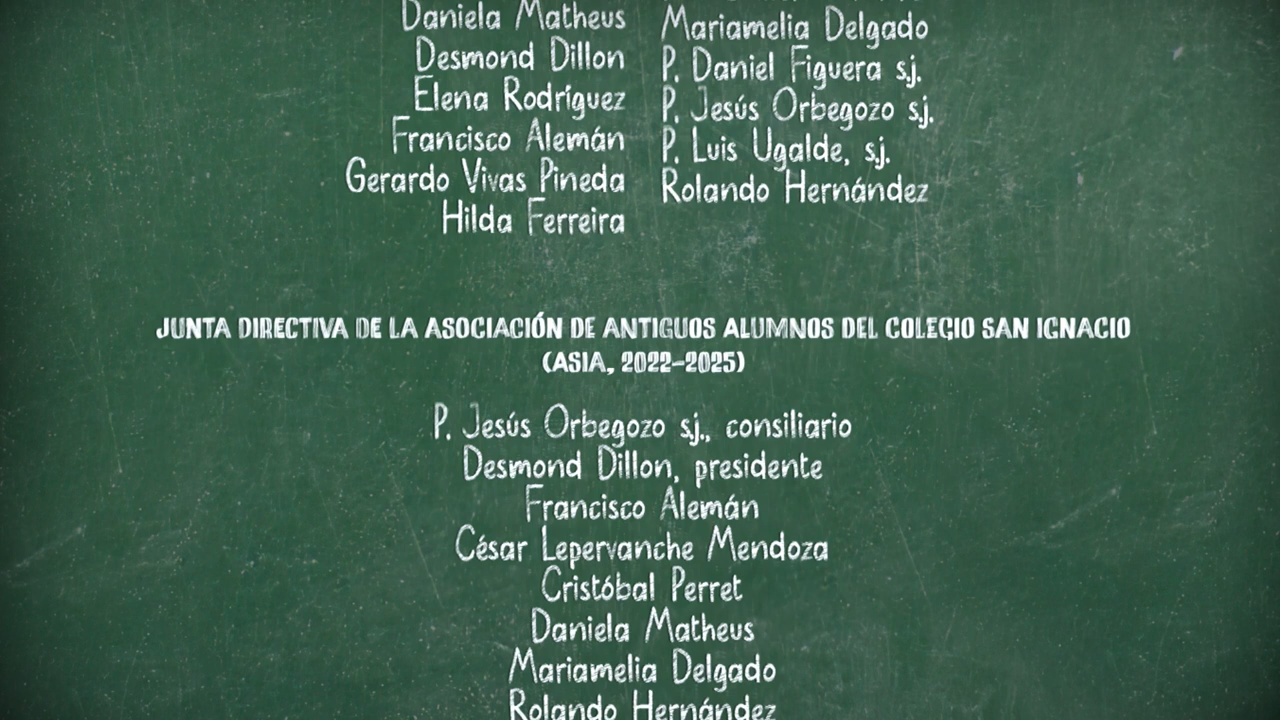 Daniela Matheus
Desmond Dillon
Elena Rodríguez
Francisco Alemán
Gerardo Vivas Pineda
Hilda Ferreira
Mariamelia Delgado
P. Daniel Figuera s.j.
P. Jesús Orbegozo s.j.
P. Luis Ugalde, s.j.
Rolando Hernández
JUNTA DIRECTIVA DE LA ASOCIACIÓN DE ANTIGUOS ALUMNOS DEL COLEGIO SAN IGNACIO
(ASIA, 2022-2025)
P. Jesús Orbegozo s.j., consiliario
Desmond Dillon, presidente
Francisco Alemán
César Lepervanche Mendoza
Cristóbal Perret
Daniela Matheus
Mariamelia Delgado
Rolando Hernández